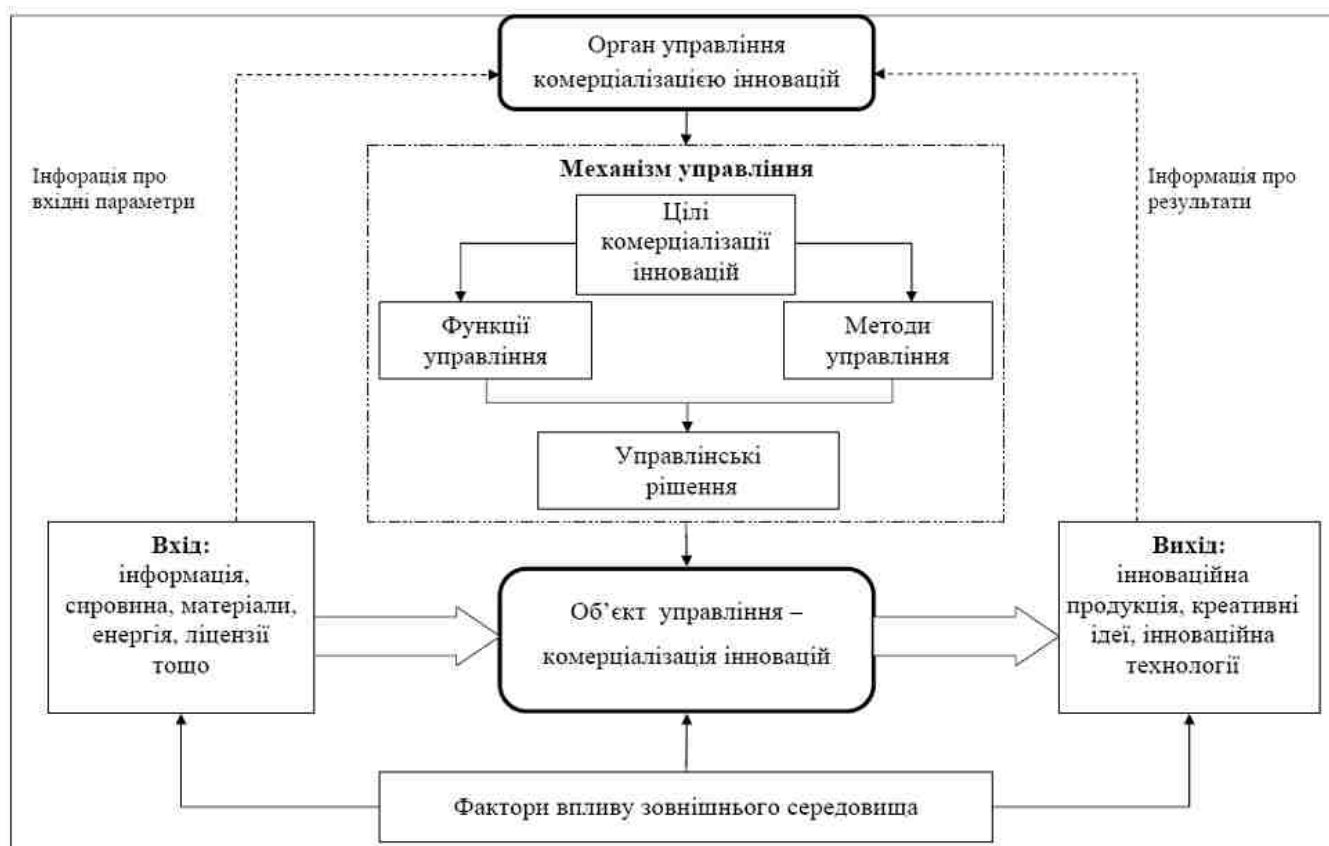 Орган управління
комерціалізацією інновацій
Механізм управління
Інфорація про
вхідні параметри
Інформація про
результати
Цілі
комерціалізації
інновацій
Функції
управління
Методи
управління
Управлінські
рішення
Вхід:
інформація,
сировина, матеріали,
енергія, ліцензії
тощо
Об’єкт управління –
комерціалізація інновацій
Вихід:
інноваційна
продукція, креативні
ідеї, інноваційна
технології
Фактори впливу зовнішнього середовища